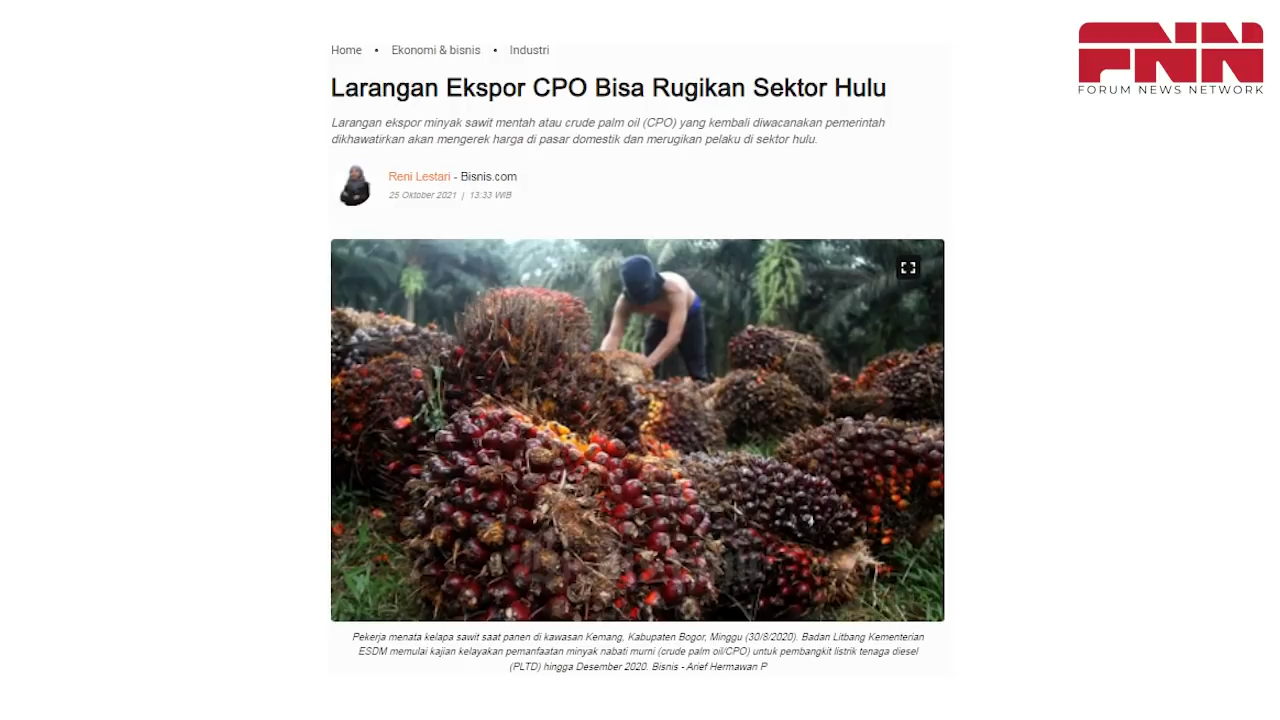 FNN
FORUM NEWS NETWORK
Home • Ekonomi & bisnis • Industri
Larangan Ekspor CPO Bisa Rugikan Sektor Hulu
Larangan ekspor minyak sawit mentah atau crude palm oil (CPO) yang kembali diwacanakan pemerintah
dikhawatirkan akan mengerek harga di pasar domestik dan merugikan pelaku di sektor hulu.
Reni Lestari - Bisnis.com
25 Oktober 2021 | 13:33 WIB
Pekerja menata kelapa sawit saat panen di kawasan Kemang, Kabupaten Bogor, Minggu (30/8/2020). Badan Litbang Kementerian
ESDM memulai kajian kelayakan pemanfaatan minyak nabati murni (crude palm oil/CPO) untuk pembangkit listrik tenaga diesel
(PLTD) hingga Desember 2020. Bisnis - Arief Hermawan P